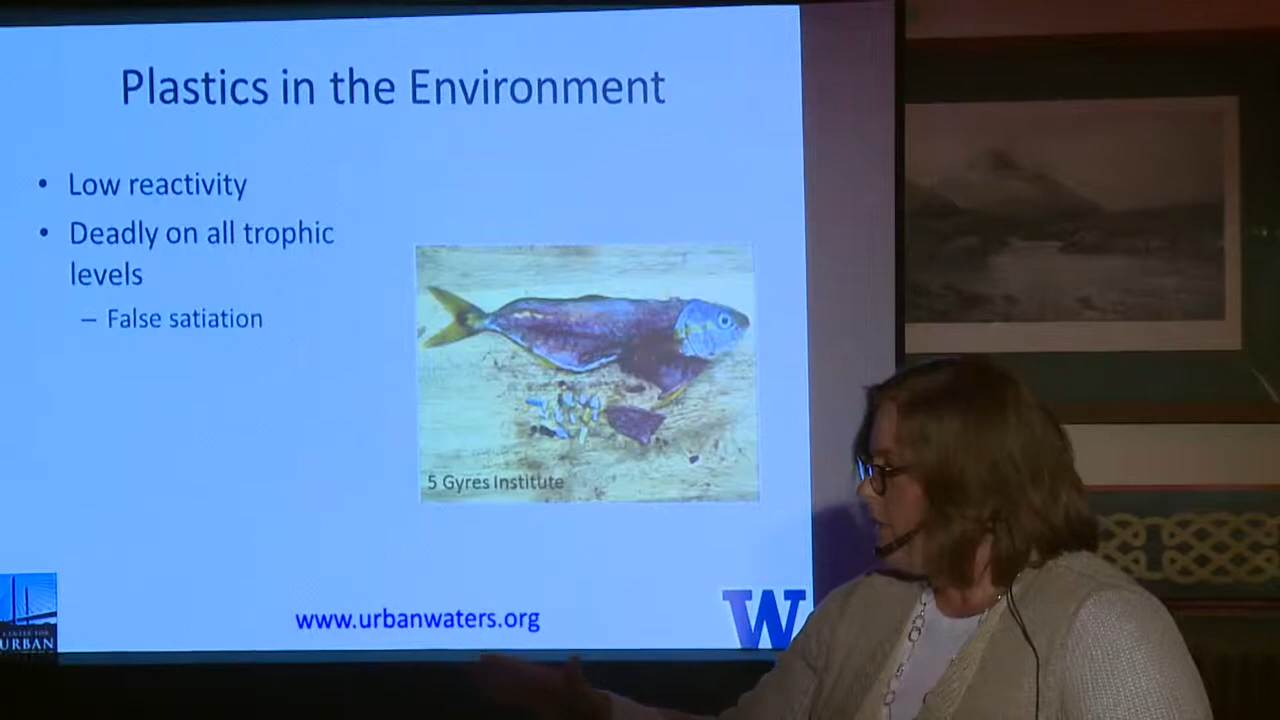 Plastics in the Environment
• Low reactivity
• Deadly on all trophic
levels
– False satiation
5 Gyres Institute
www.urbanwaters.org
W
CENTER FOR
URBAN